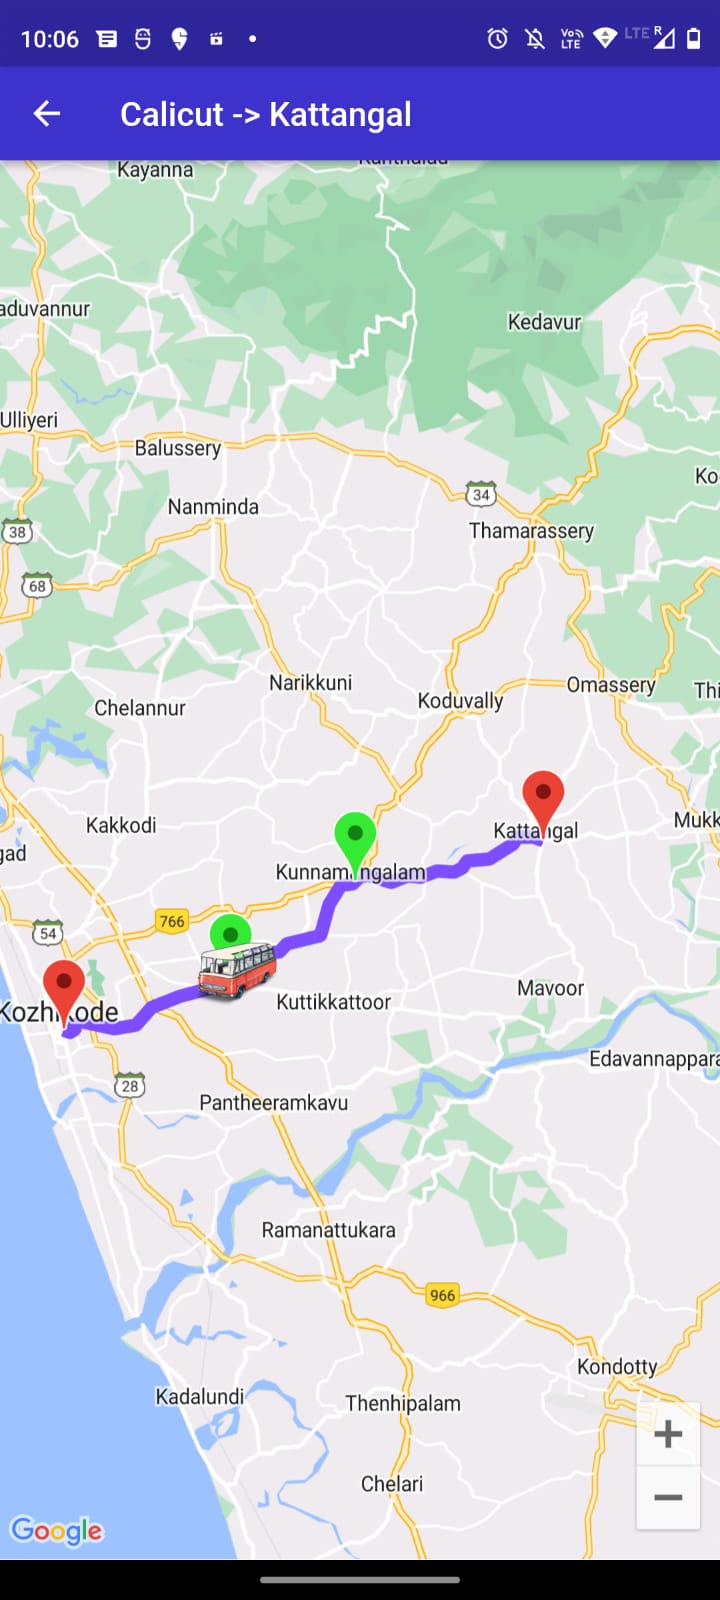 10:06
Vo
LTE
LTE R
Calicut -> Kattangal
Kayanna
aduvannur
Kedavur
Ulliyeri
Balussery
Ko
34
Nanminda
38
Thamarassery
68
Narikkuni
Omassery
Thi
Koduvally
Chelannur
Kakkodi
Mukk
Kattangal
gad
Kunnamangalam
766
54
Mavoor
Kuttikkattoor
Kozhikode
Edavannappara
28
Pantheeramkavu
Ramanattukara
966
Kondotty
Kadalundi
Thenhipalam
+
Chelari
−
Google